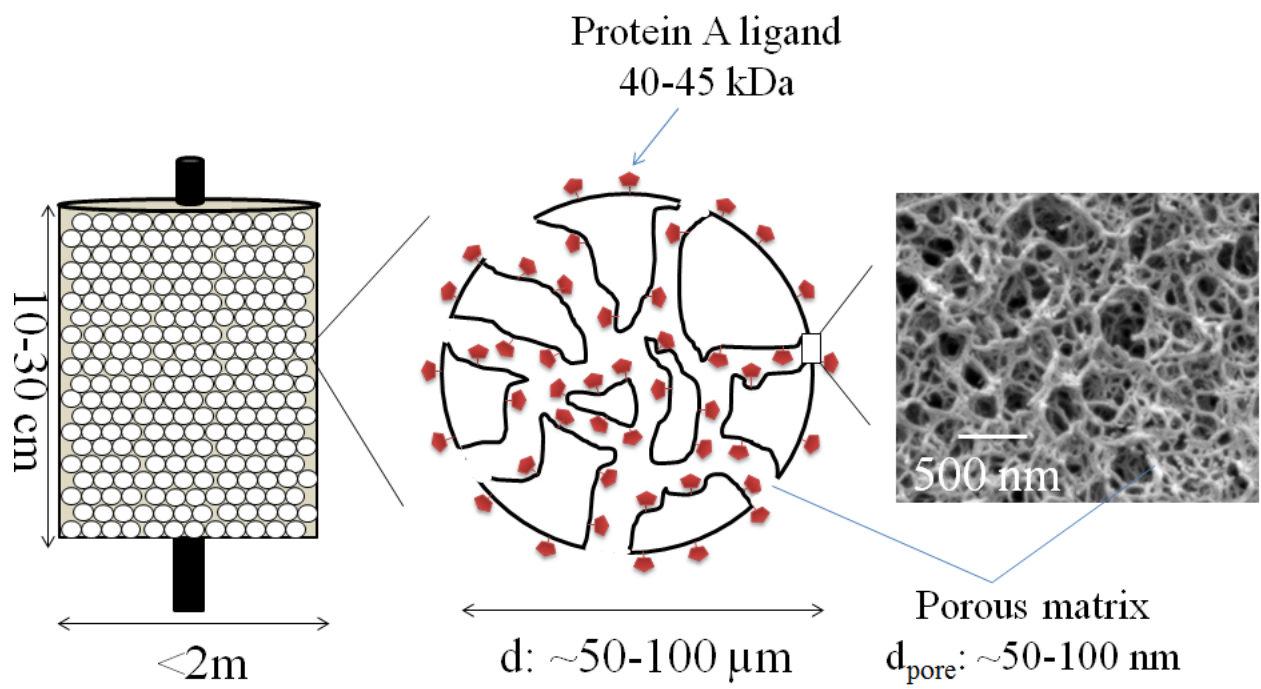 Protein A ligand
40-45 kDa
10-30 cm
500 nm
<2m
d: ~50-100 μm
Porous matrix
dpore: ~50-100 nm